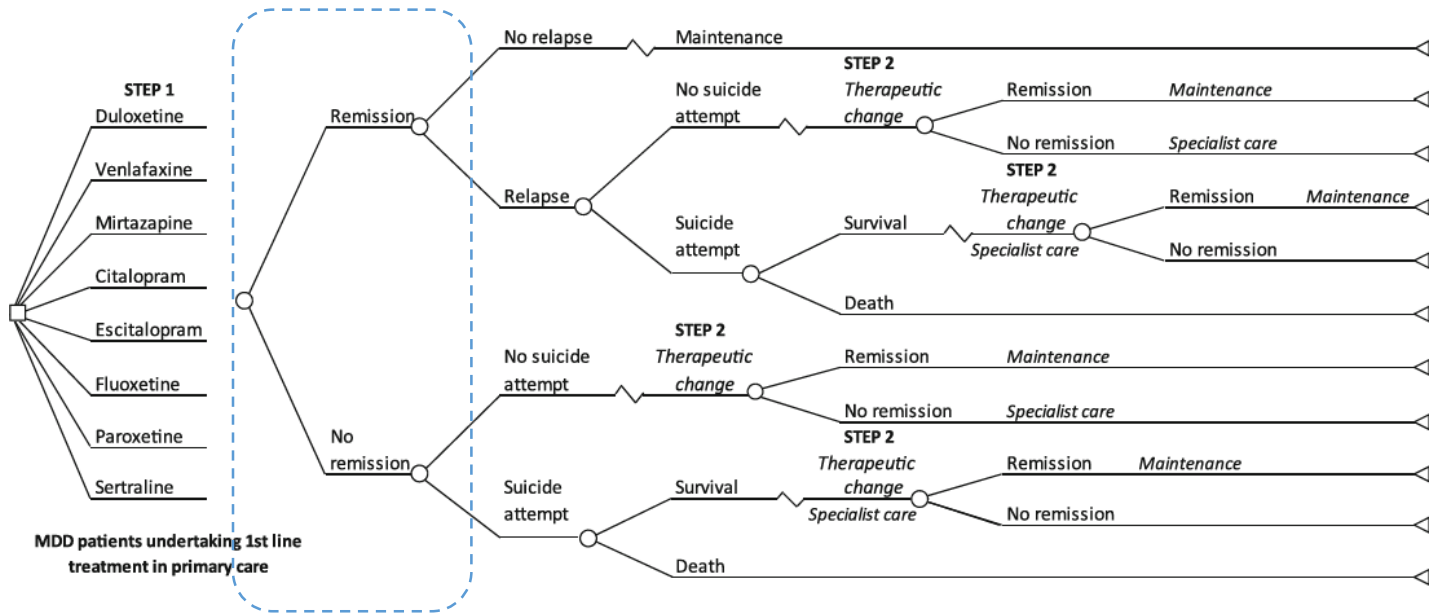 STEP 1
Duloxetine
Venlafaxine
Mirtazapine
Citalopram
Escitalopram
Fluoxetine
Paroxetine
Sertraline
MDD patients undertaking 1st line
treatment in primary care
Remission
No
remission
No relapse
Maintenance
Relapse
No suicide
attempt
STEP 2
Therapeutic
change
Remission
Maintenance
No remission
Specialist care
Suicide
attempt
Survival
STEP 2
Therapeutic
change
Specialist care
Remission
Maintenance
No remission
Death
No suicide
attempt
STEP 2
Therapeutic
change
Remission
Maintenance
No remission
Specialist care
Suicide
attempt
Survival
STEP 2
Therapeutic
change
Specialist care
Remission
Maintenance
No remission
Death